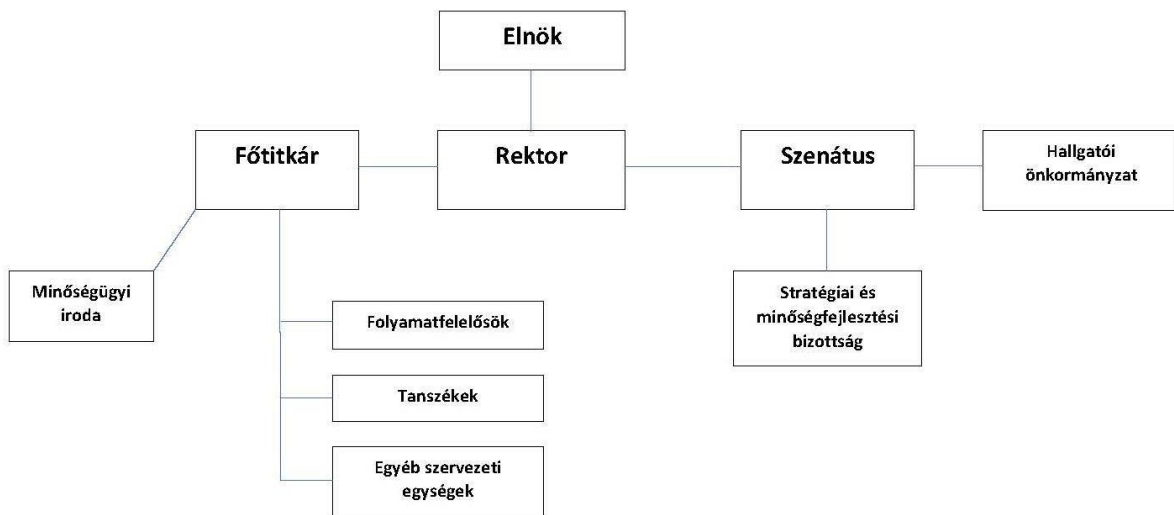 Elnök
Főtitkár
Rektor
Szenátus
Hallgatói
önkormányzat
Minőségügyi
iroda
Stratégiai és
minőségfejlesztési
bizottság
Folyamatfelelősök
Tanszékek
Egyéb szervezeti
egységek